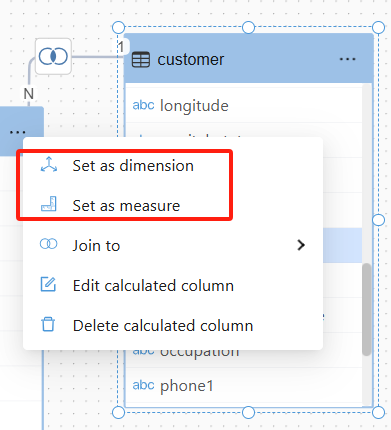 1
customer
N
abc longitude
Set as dimension
Set as measure
Join to
Edit calculated column
Delete calculated column
abc occupation
abc phone1